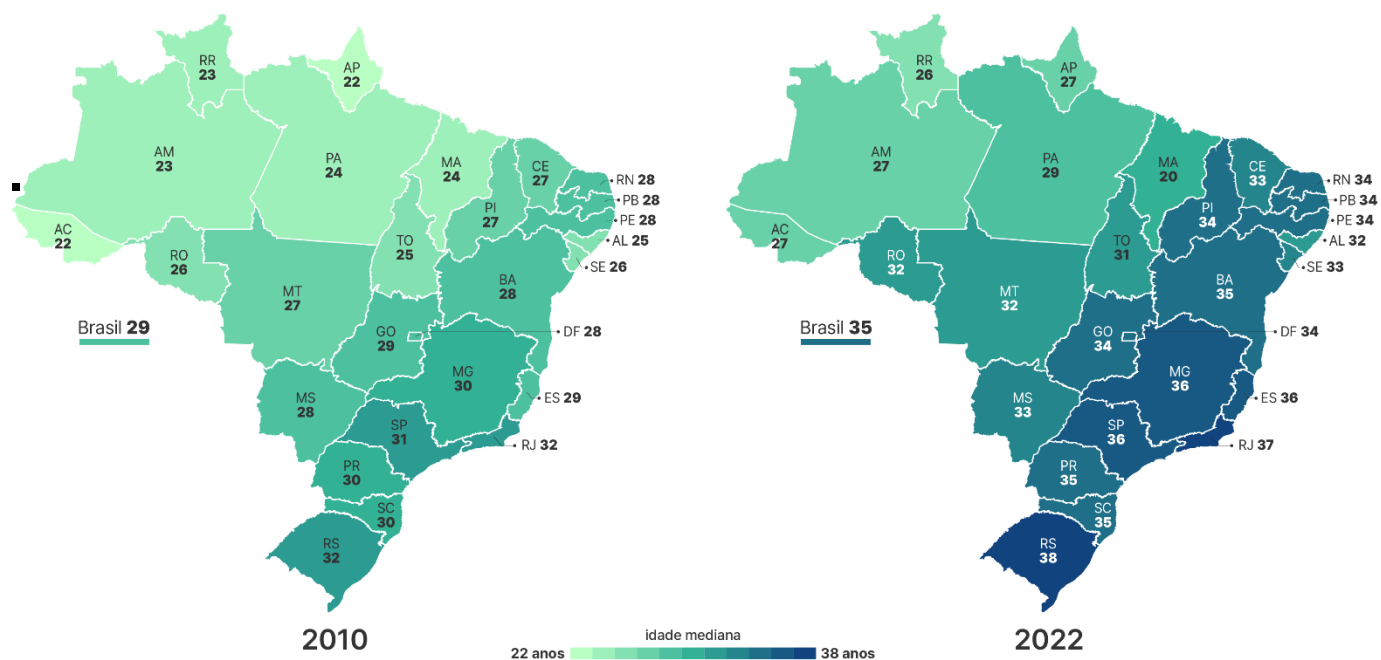 RR
23
AP
22
AM
23
PA
24
MA
24
CE
27
RN 28
PB 28
PE 28
PI
27
AC
22
TO
25
AL 25
RO
26
SE 26
BA
28
MT
27
Brasil 29
GO
29
DF 28
MG
30
MS
28
ES 29
SP
31
RJ 32
PR
30
SC
30
RS
32
2010
RR
26
AP
27
AM
27
PA
29
MA
20
CE
33
RN 34
PB 34
PE 34
PI
34
AC
27
TO
31
AL 32
RO
32
SE 33
BA
35
MT
32
Brasil 35
GO
34
DF 34
MG
36
MS
33
ES 36
SP
36
RJ 37
PR
35
SC
35
RS
38
2022
idade mediana
22 anos
38 anos